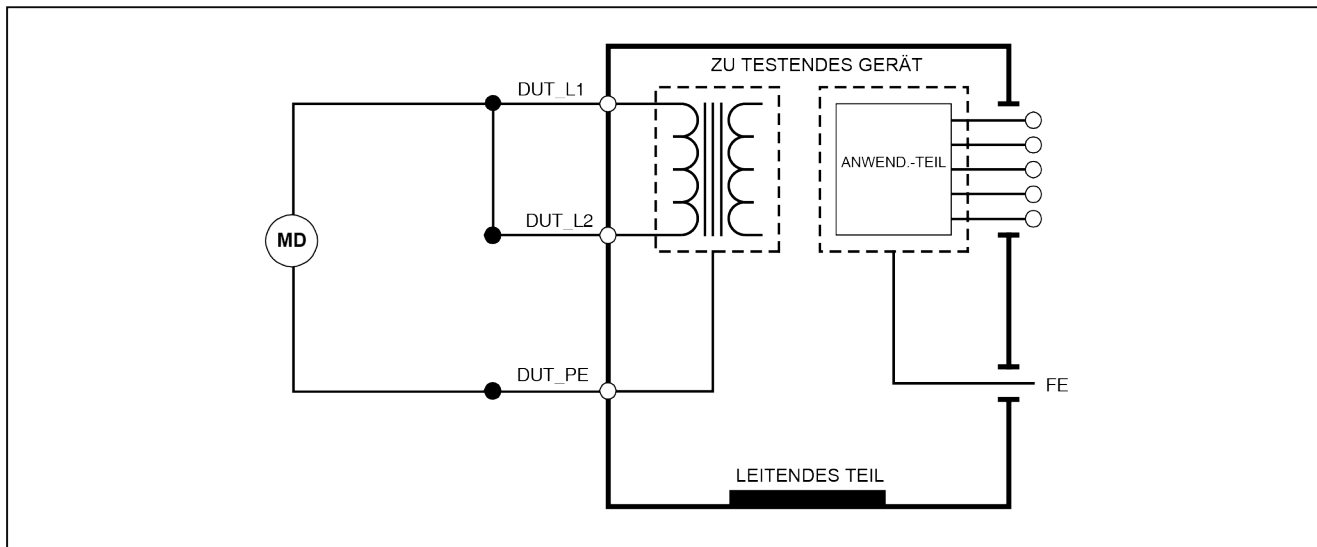 ZU TESTENDES GERÄT
DUT_L1
ANWEND.-TEIL
DUT_L2
MD
DUT_PE
FE
LEITENDES TEIL